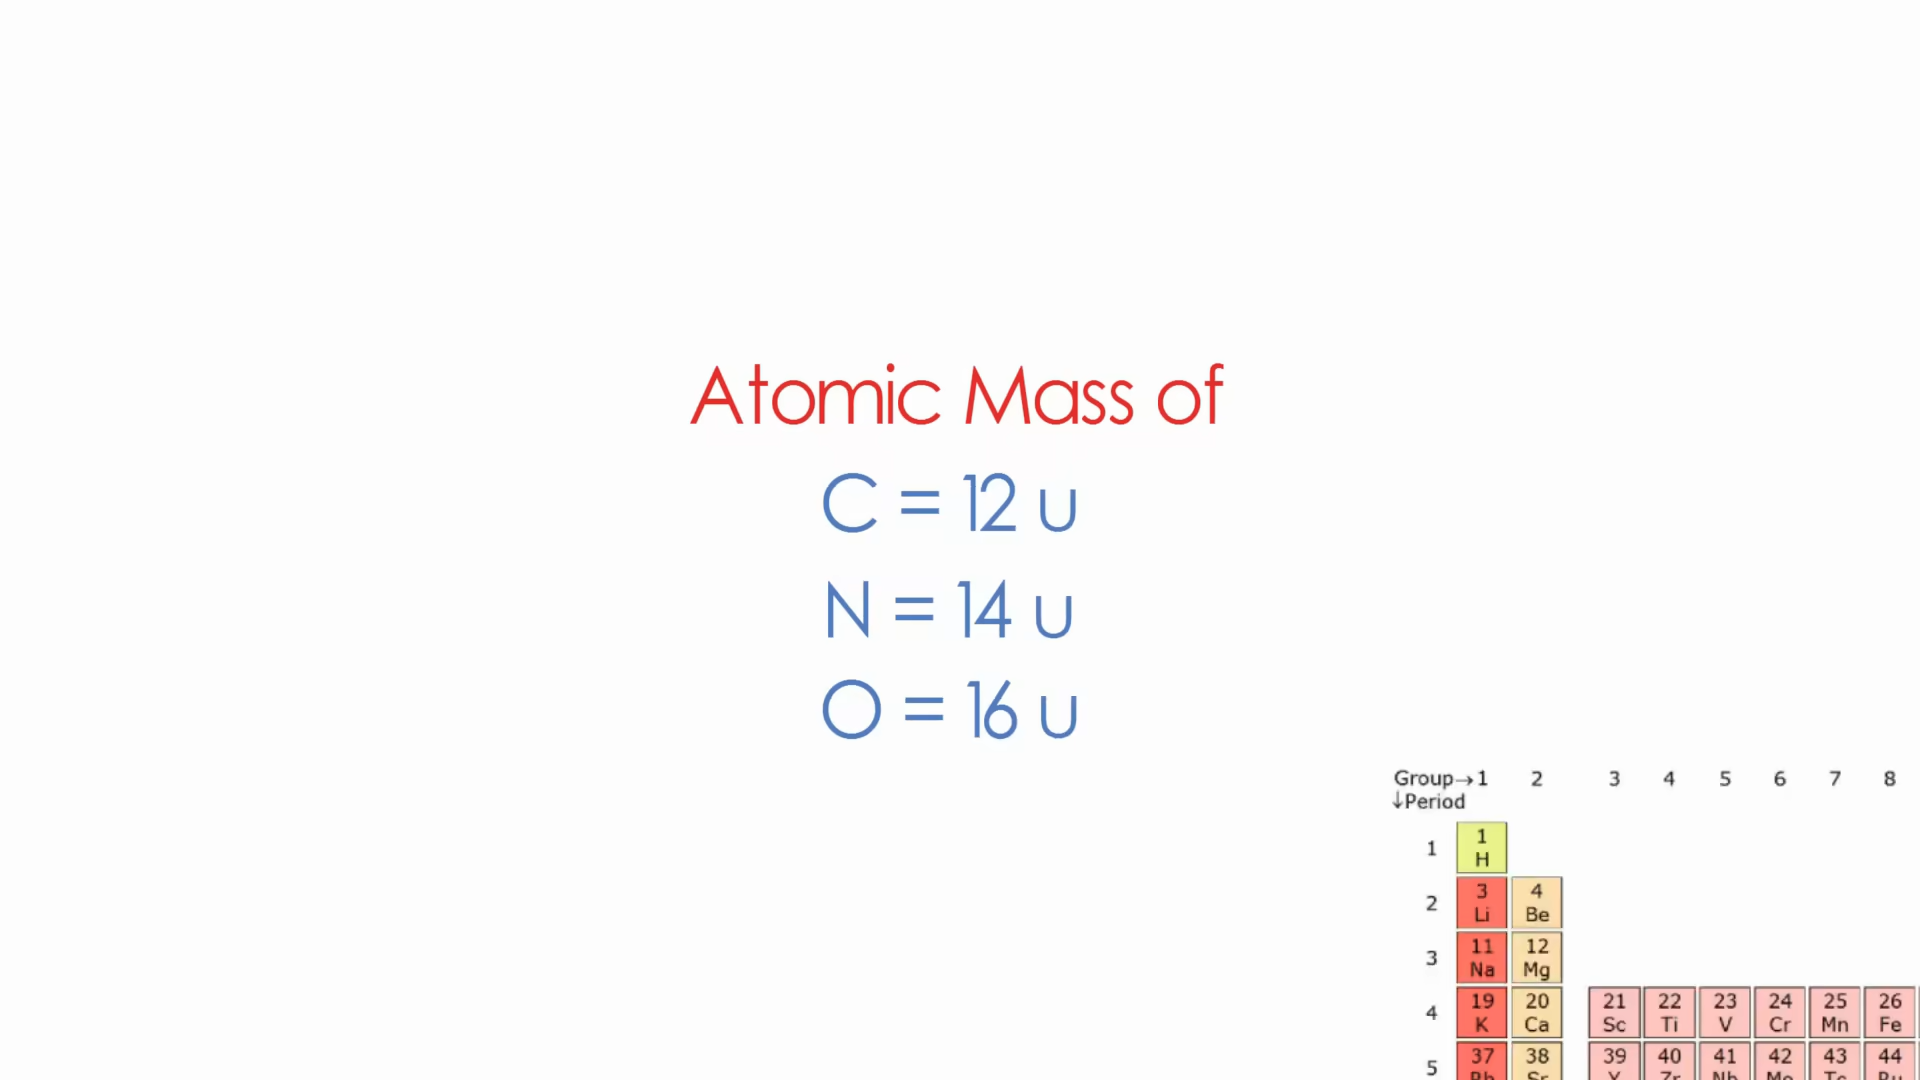 Atomic Mass of
C = 12 u
N = 14 u
O = 16 u
Group→1 2 3 4 5 6 7 8
↓Period
1
1
H
2
3 4
Li Be
3
11 12
Na Mg
4
19 20 21 22 23 24 25 26
K Ca Sc Ti V Cr Mn Fe
5
37 38 39 40 41 42 43 44